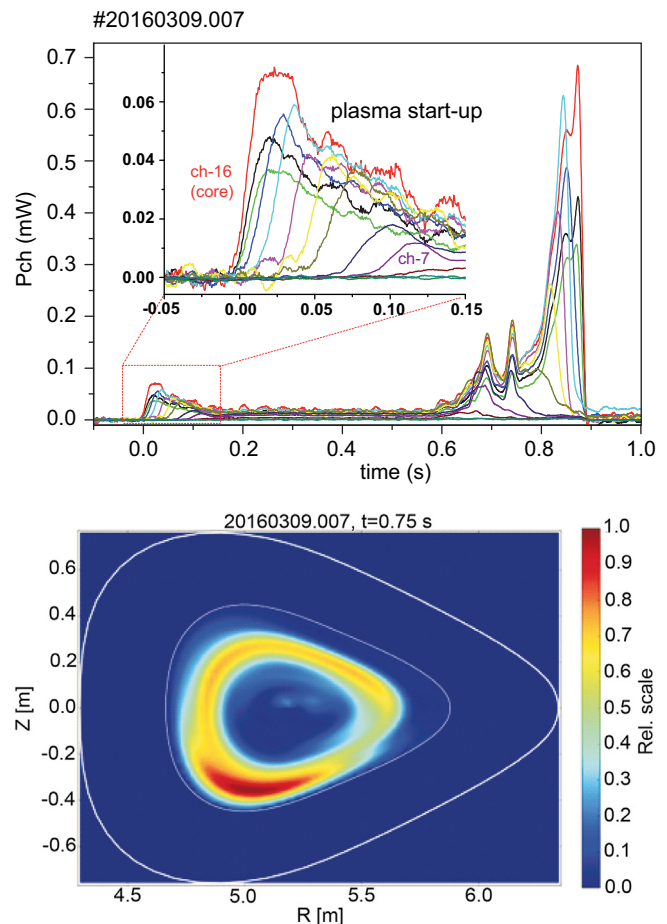 #20160309.007
0.7
0.6
0.5
0.4
0.3
0.2
0.1
0.0
Pch (mW)
0.06
0.04
0.02
0.00
plasma start-up
ch-16
(core)
ch-7
-0.05 0.00 0.05 0.10 0.15
0.0 0.2 0.4 0.6 0.8 1.0
time (s)
20160309.007, t=0.75 s
0.6
0.4
0.2
0.0
-0.2
-0.4
-0.6
Z [m]
4.5 5.0 5.5 6.0
R [m]
1.0
0.9
0.8
0.7
0.6
0.5
0.4
0.3
0.2
0.1
0.0
Rel. scale